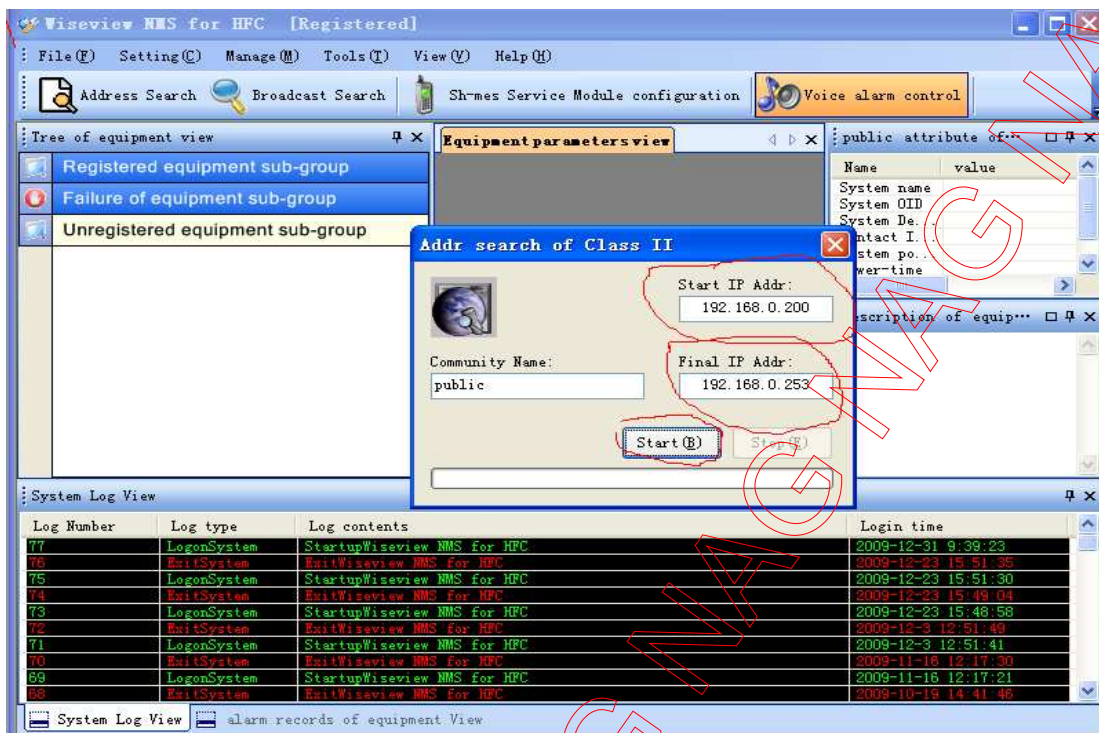 Wiseview NMS for HFC [Registered]
File(F) Setting(C) Manage(M) Tools(T) View(V) Help(H)
Address Search Broadcast Search Sh-mes Service Module configuration Voice alarm control
Tree of equipment view
Equipment parameters view
public attribute of…
Registered equipment sub-group
Failure of equipment sub-group
Unregistered equipment sub-group
Name value
System name
System OID
System De...
po...
Addr search of Class II
Start IP Addr:
192.168.0.200
Community Name:
public
Final IP Addr:
192.168.0.253
Start(B) Stop(E)
of equip…
System Log View
Log Number Log type Log contents Login time
77 LogonSystem StartupWiseview NMS for HFC 2009-12-31 9:39:23
76 ExitSystem ExitWiseview NMS for HFC 2009-12-23 15:51:35
75 LogonSystem StartupWiseview NMS for HFC 2009-12-23 15:51:30
74 ExitSystem ExitWiseview NMS for HFC 2009-12-23 15:49:04
73 LogonSystem StartupWiseview NMS for HFC 2009-12-23 15:48:58
72 ExitSystem ExitWiseview NMS for HFC 2009-12-3 12:51:49
71 LogonSystem StartupWiseview NMS for HFC 2009-12-3 12:51:41
70 ExitSystem ExitWiseview NMS for HFC 2009-11-16 12:17:30
69 LogonSystem StartupWiseview NMS for HFC 2009-11-16 12:17:21
68 ExitSystem ExitWiseview NMS for HFC 2009-10-19 14:41:46
System Log View alarm records of equipment View
NAG